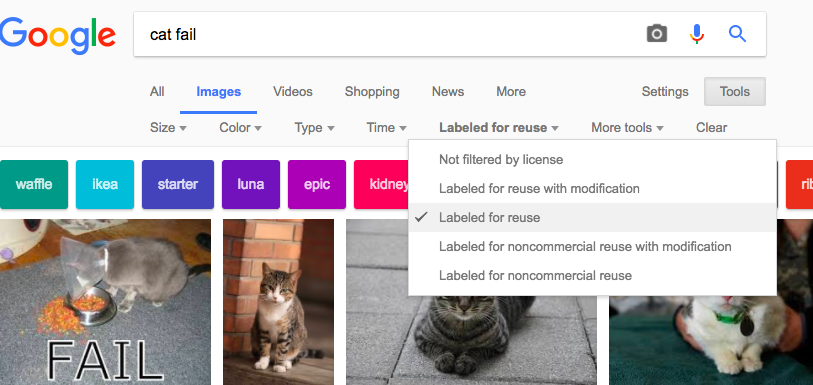 Google
cat fail
All Images Videos Shopping News More Settings Tools
Size Color Type Time Labeled for reuse More tools Clear
Not filtered by license
Labeled for reuse with modification
Labeled for reuse
Labeled for noncommercial reuse with modification
Labeled for noncommercial reuse
waffle ikea starter luna epic kidney
FAIL